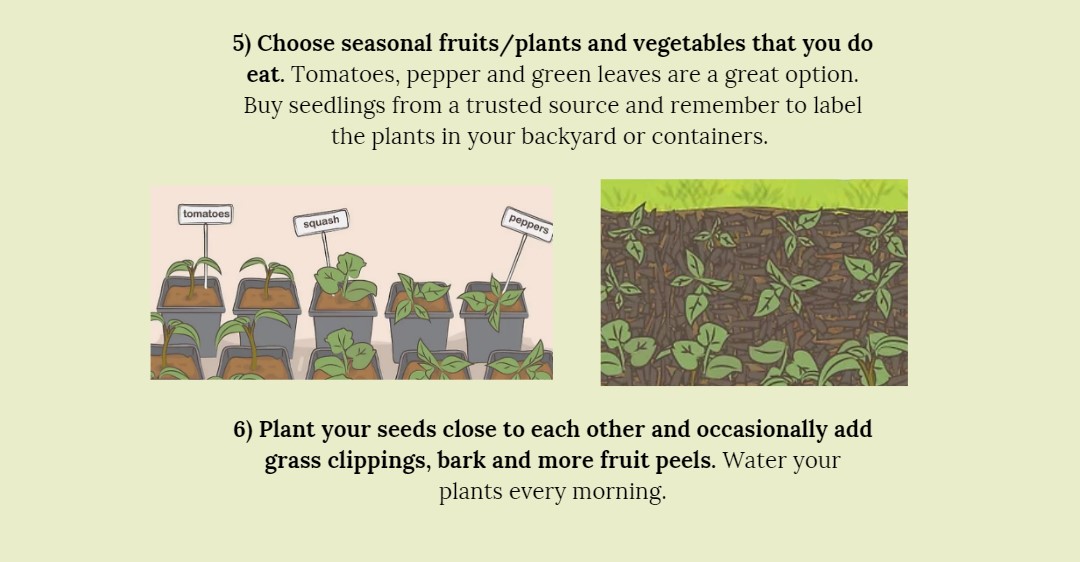 5) Choose seasonal fruits/plants and vegetables that you do
eat. Tomatoes, pepper and green leaves are a great option.
Buy seedlings from a trusted source and remember to label
the plants in your backyard or containers.
tomatoes
squash
peppers
6) Plant your seeds close to each other and occasionally add
grass clippings, bark and more fruit peels. Water your
plants every morning.